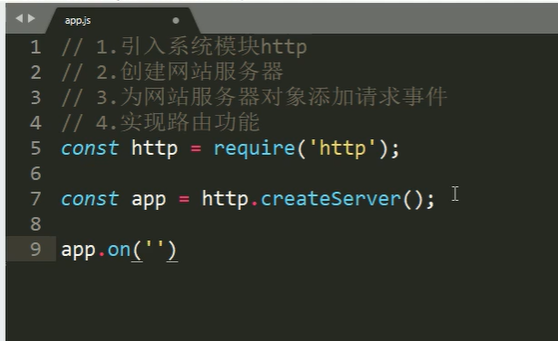 app.js
1 // 1.引入系统模块http
2 // 2.创建网站服务器
3 // 3.为网站服务器对象添加请求事件
4 // 4.实现路由功能
5 const http = require('http');
6
7 const app = http.createServer();
8
9 app.on('')